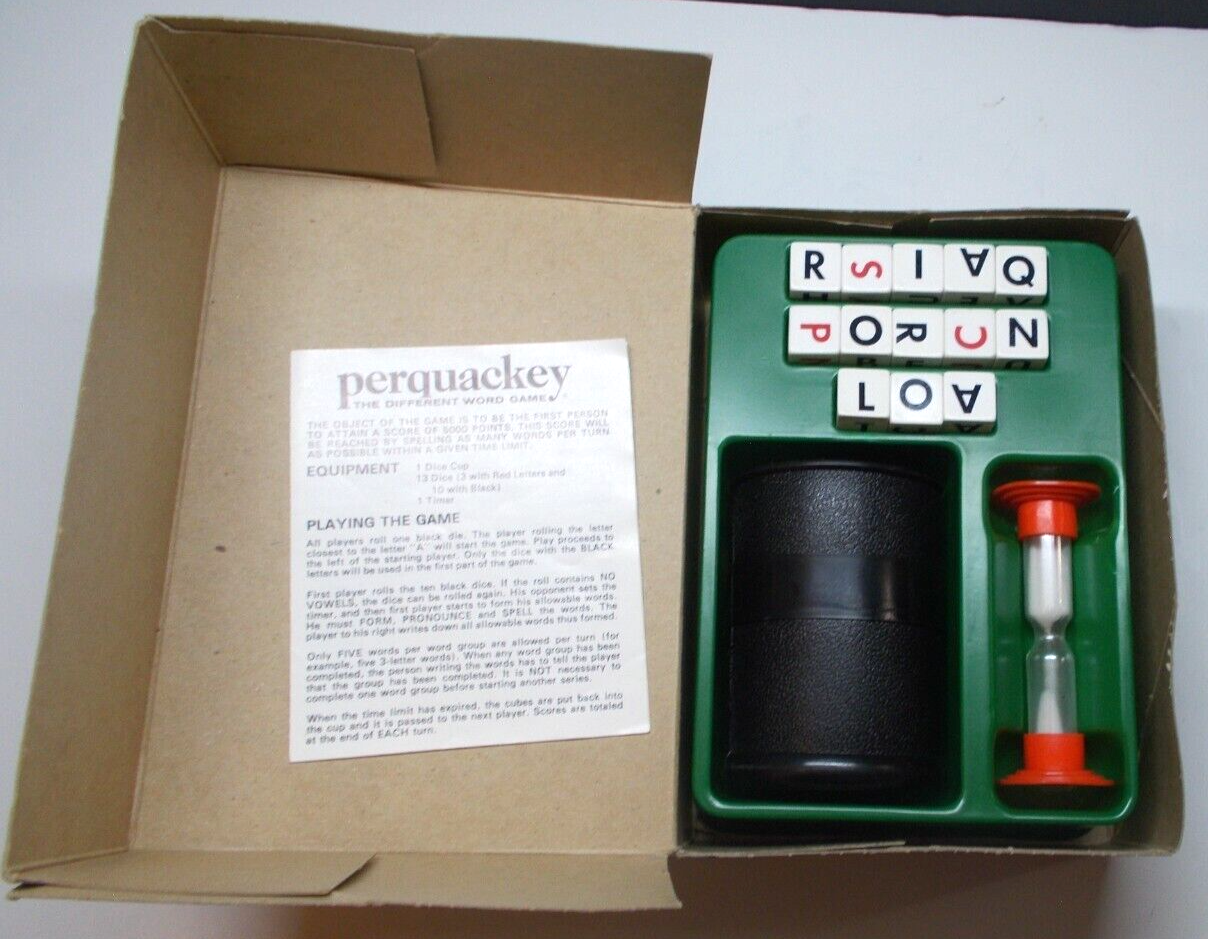 perquackey
THE DIFFERENT WORD GAME
THE OBJECT OF THE GAME IS TO BE THE FIRST PERSON
TO ATTAIN A SCORE OF 5000 POINTS. THIS SCORE WILL
BE REACHED BY SPELLING AS MANY WORDS PER TURN
AS POSSIBLE WITHIN A GIVEN TIME LIMIT.
EQUIPMENT 1 Dice Cup
13 Dice (3 with Red Letters and
10 with Black)
1 Timer
PLAYING THE GAME
All players roll one black die. The player rolling the letter
closest to the letter "A" will start the game. Play proceeds to
the left of the starting player. Only the dice with the BLACK
letters will be used in the first part of the game.
First player rolls the ten black dice. If the roll contains NO
VOWELS, the dice can be rolled again. His opponent sets the
timer, and then first player starts to form his allowable words.
He must FORM, PRONOUNCE and SPELL the words. The
player to his right writes down all allowable words thus formed.
Only FIVE words per word group are allowed per turn (for
example, five 3-letter words). When any word group has been
completed, the person writing the words has to tell the player
that the group has been completed. It is NOT necessary to
complete one word group before starting another series.
When the time limit has expired, the cubes are put back into
the cup and it is passed to the next player. Scores are totaled
at the end of EACH turn.
R S I A Q
P O R C N
L O A